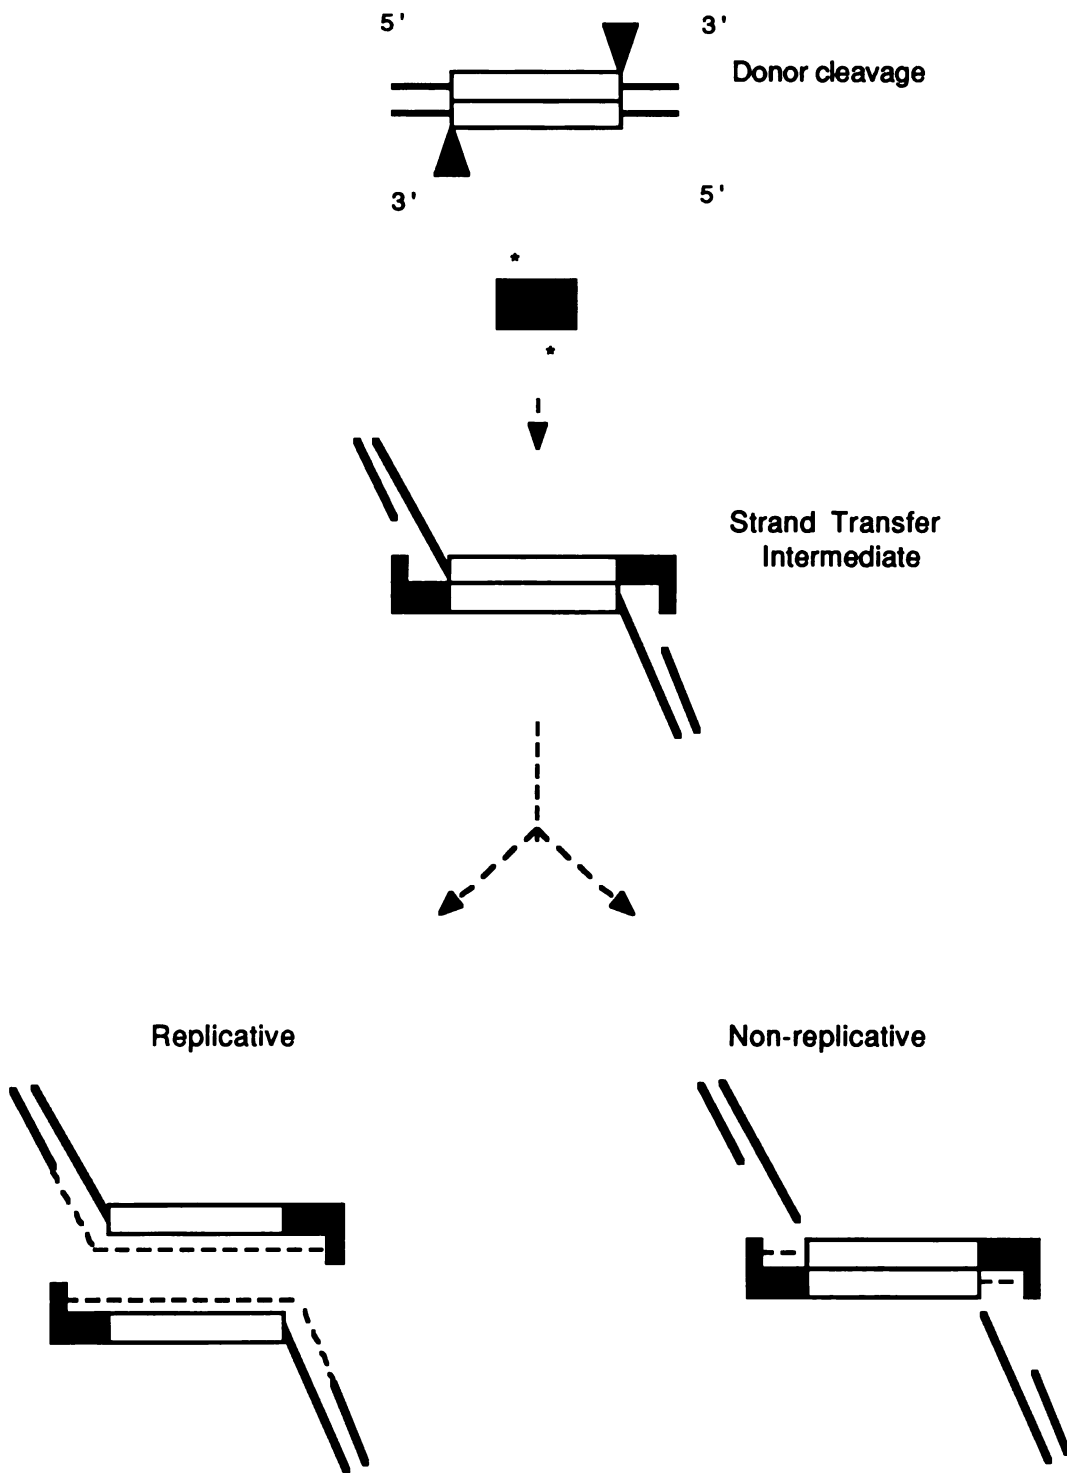 5' 3'
Donor cleavage
3' 5'
*
*
Strand Transfer
Intermediate
Replicative Non-replicative